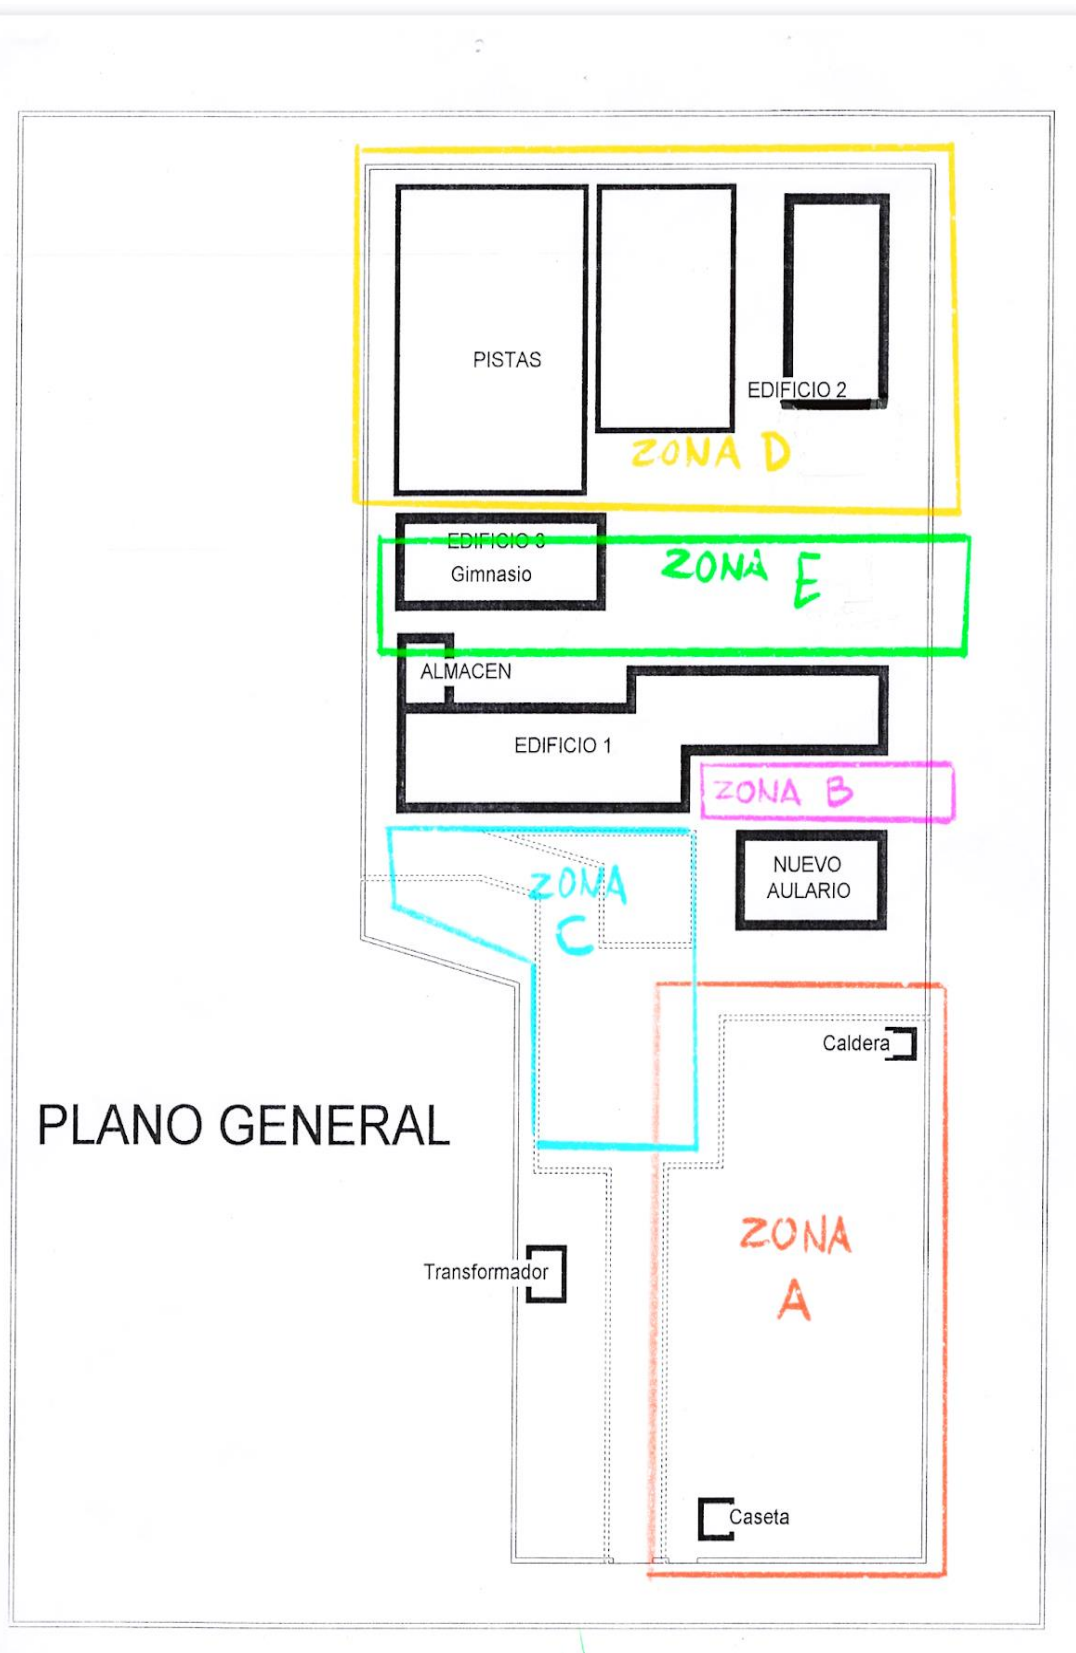 PISTAS
EDIFICIO 2
ZONA D
EDIFICIO 3
Gimnasio
ZONA E
ALMACEN
EDIFICIO 1
ZONA B
NUEVO
AULARIO
ZONA
C
Caldera
PLANO GENERAL
ZONA
A
Transformador
Caseta